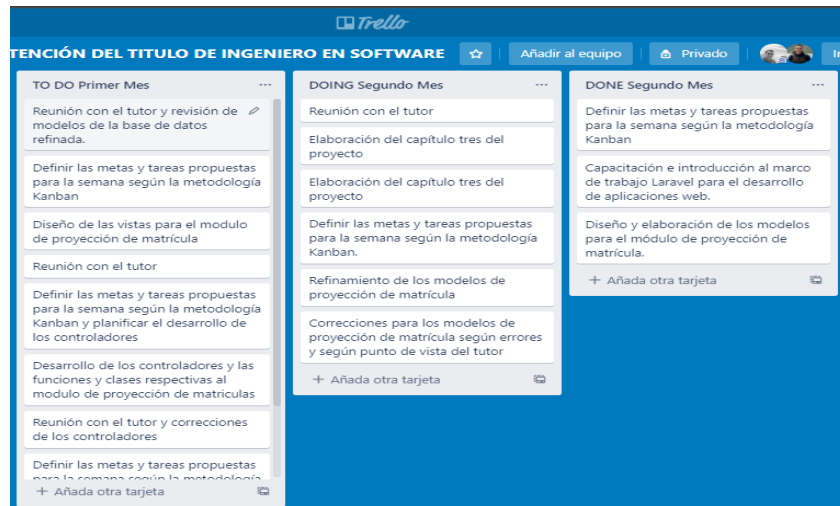 Trello
TENCIÓN DEL TITULO DE INGENIERO EN SOFTWARE
Añadir al equipo
Privado
TO DO Primer Mes
Reunión con el tutor y revisión de
modelos de la base de datos
refinada.
Definir las metas y tareas propuestas
para la semana según la metodología
Kanban
Diseño de las vistas para el modulo
de proyección de matrícula
Reunión con el tutor
Definir las metas y tareas propuestas
para la semana según la metodología
Kanban y planificar el desarrollo de
los controladores
Desarrollo de los controladores y las
funciones y clases respectivas al
modulo de proyección de matriculas
Reunión con el tutor y correcciones
de los controladores
Definir las metas y tareas propuestas
para la semana según la metodología
+ Añada otra tarjeta
DOING Segundo Mes
Reunión con el tutor
Elaboración del capítulo tres del
proyecto
Elaboración del capítulo tres del
proyecto
Definir las metas y tareas propuestas
para la semana según la metodología
Kanban.
Refinamiento de los modelos de
proyección de matrícula
Correcciones para los modelos de
proyección de matrícula según errores
y según punto de vista del tutor
+ Añada otra tarjeta
DONE Segundo Mes
Definir las metas y tareas propuestas
para la semana según la metodología
Kanban
Capacitación e introducción al marco
de trabajo Laravel para el desarrollo
de aplicaciones web.
Diseño y elaboración de los modelos
para el módulo de proyección de
matrícula.
+ Añada otra tarjeta